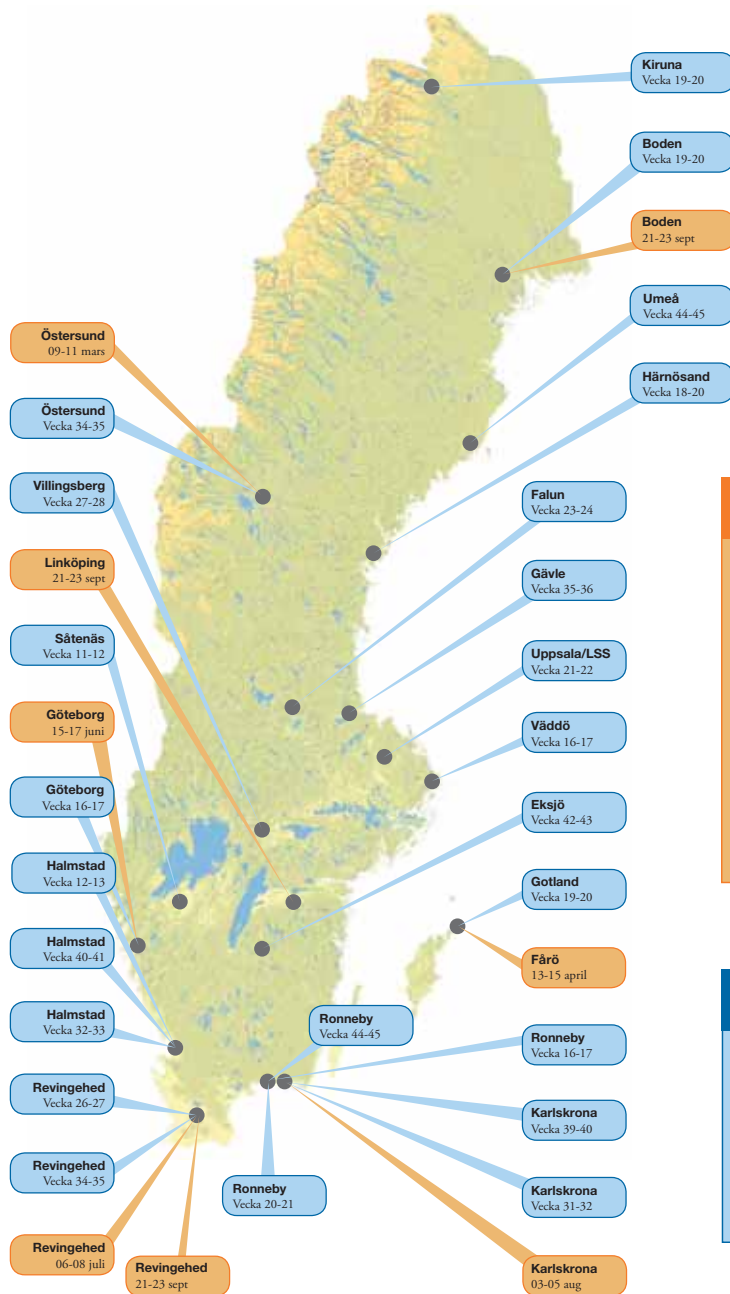 Kiruna
Vecka 19-20
Boden
Vecka 19-20
Boden
21-23 sept
Umeå
Vecka 44-45
Härnösand
Vecka 18-20
Östersund
09-11 mars
Östersund
Vecka 34-35
Villingsberg
Vecka 27-28
Linköping
21-23 sept
Såtenäs
Vecka 11-12
Göteborg
15-17 juni
Göteborg
Vecka 16-17
Halmstad
Vecka 12-13
Halmstad
Vecka 40-41
Halmstad
Vecka 32-33
Revingehed
Vecka 26-27
Revingehed
Vecka 34-35
Revingehed
06-08 juli
Revingehed
21-23 sept
Falun
Vecka 23-24
Gävle
Vecka 35-36
Uppsala/LSS
Vecka 21-22
Väddö
Vecka 16-17
Eksjö
Vecka 42-43
Gotland
Vecka 19-20
Fårö
13-15 april
Ronneby
Vecka 44-45
Ronneby
Vecka 16-17
Karlskrona
Vecka 39-40
Karlskrona
Vecka 31-32
Ronneby
Vecka 20-21
Karlskrona
03-05 aug